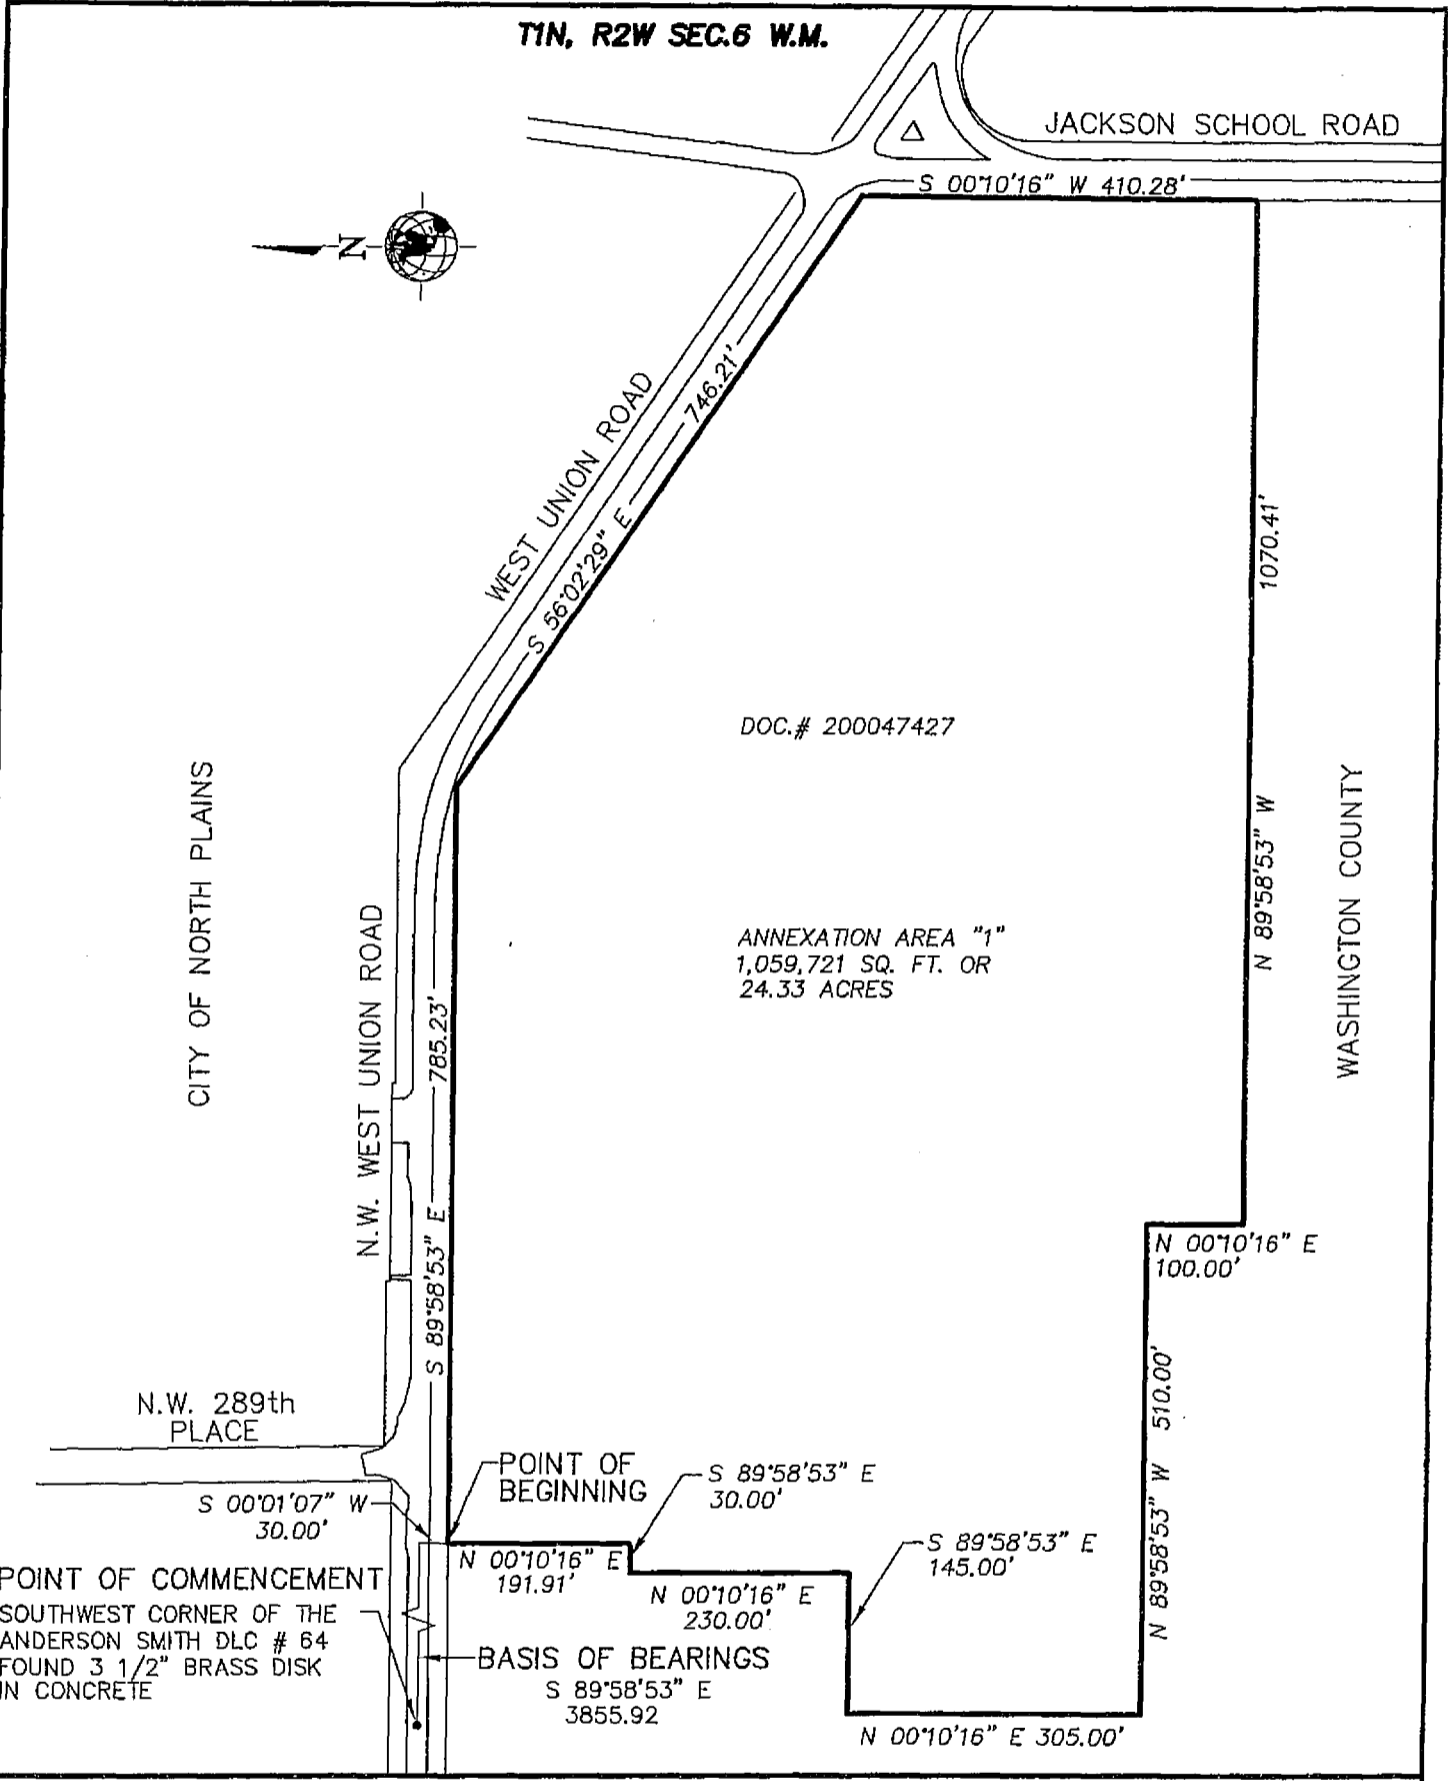 T1N, R2W SEC.6 W.M.
JACKSON SCHOOL ROAD
S 00°10'16" W 410.28'
N
746.21'
WEST UNION ROAD
S 56°02'29" E
1070.41'
DOC.# 200047427
CITY OF NORTH PLAINS
WASHINGTON COUNTY
N 89°58'53" W
ANNEXATION AREA "1"
1,059,721 SQ. FT. OR
24.33 ACRES
N.W. WEST UNION ROAD
785.23'
S 89°58'53" E
N 00°10'16" E
100.00'
N.W. 289th
PLACE
510.00'
N 89°58'53" W
POINT OF
BEGINNING
S 89°58'53" E
30.00'
S 00°01'07" W
30.00'
S 89°58'53" E
145.00'
N 00°10'16" E
191.91'
N 00°10'16" E
230.00'
POINT OF COMMENCEMENT
SOUTHWEST CORNER OF THE
ANDERSON SMITH DLC # 64
FOUND 3 1/2" BRASS DISK
IN CONCRETE
BASIS OF BEARINGS
S 89°58'53" E
3855.92
N 00°10'16" E 305.00'